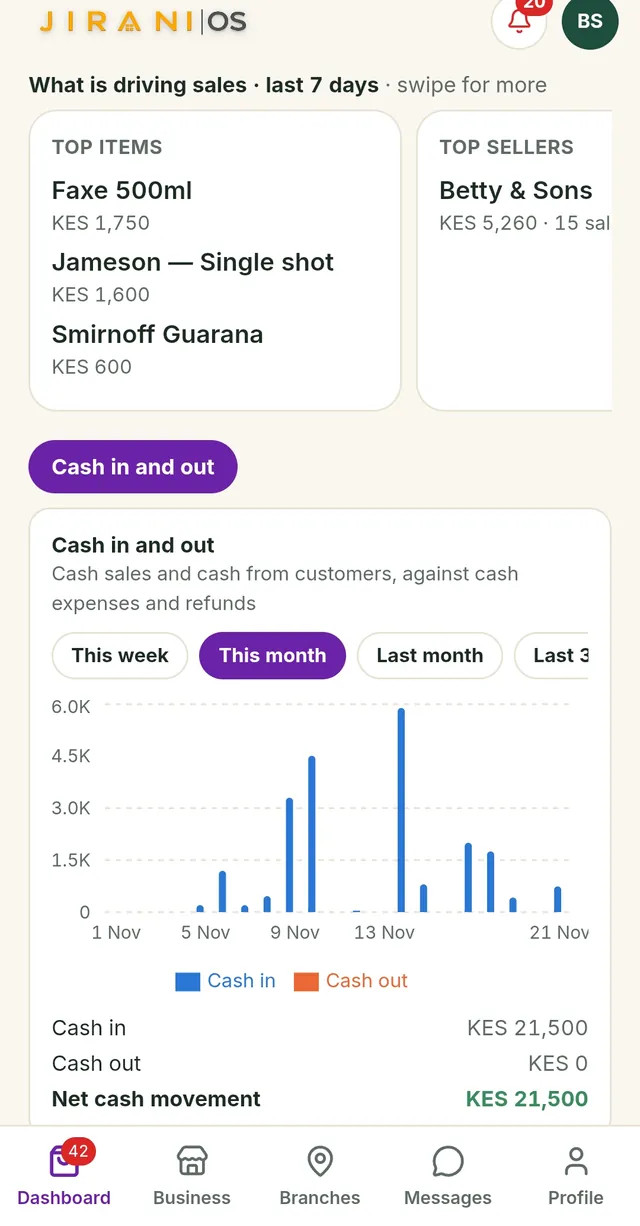 JIRANI|OS
20
BS
What is driving sales · last 7 days · swipe for more
TOP ITEMS
Faxe 500ml
KES 1,750
Jameson — Single shot
KES 1,600
Smirnoff Guarana
KES 600
TOP SELLERS
Betty & Sons
KES 5,260 · 15 sal
Cash in and out
Cash in and out
Cash sales and cash from customers, against cash
expenses and refunds
This week
This month
Last month
Last 3
6.0K
4.5K
3.0K
1.5K
0
1 Nov
5 Nov
9 Nov
13 Nov
21 Nov
Cash in
Cash out
Cash in KES 21,500
Cash out KES 0
Net cash movement KES 21,500
42
Dashboard
Business
Branches
Messages
Profile